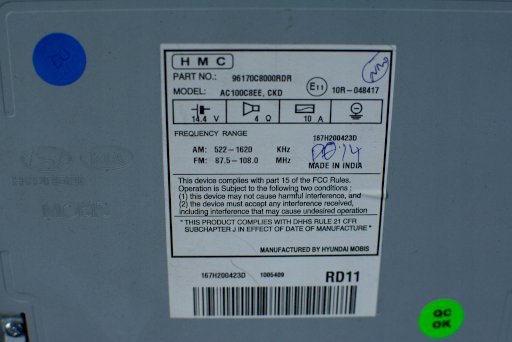 HMC
PART NO.: 96170C8000RDR
MODEL: AC100C8EE, CKD
E11 10R-048417
14.4 V 4 Ω 10 A
FREQUENCY RANGE
167H200423D
AM: 522-1620 KHz
FM: 87.5-108.0 MHz
MADE IN INDIA
This device complies with part 15 of the FCC Rules.
Operation is Subject to the following two conditions;
(1) this device may not cause harmful interference, and
(2) the device must accept any interference received,
including interference that may cause undesired operation
"THIS PRODUCT COMPLIES WITH DHHS RULE 21 CFR
SUBCHAPTER J IN EFFECT OF DATE OF MANUFACTURE"
MANUFACTURED BY HYUNDAI MOBIS
167H200423D 1005409 RD11
QC
OK